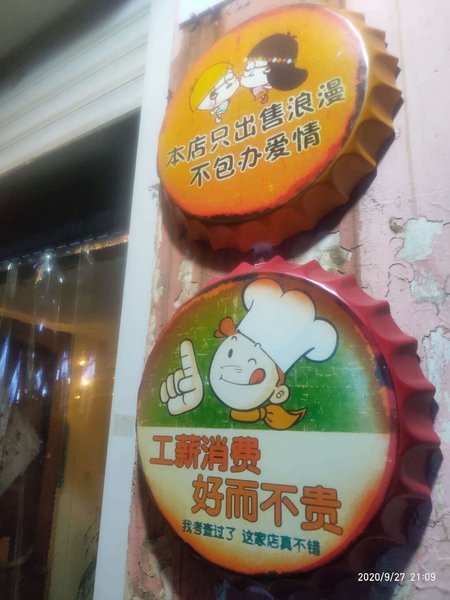 本店只出售浪漫
不包办爱情
工薪消费
好而不贵
我考查过了 这家店真不错
2020/9/27 21:09